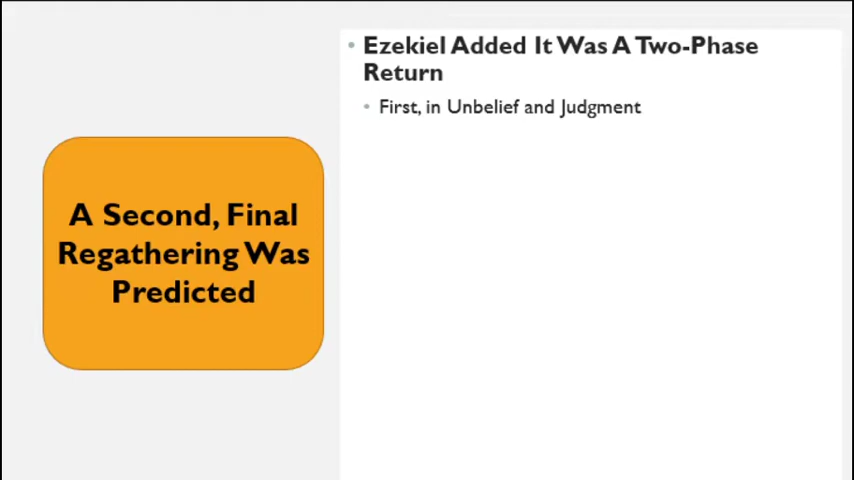 A Second, Final
Regathering Was
Predicted
• Ezekiel Added It Was A Two-Phase
Return
• First, in Unbelief and Judgment